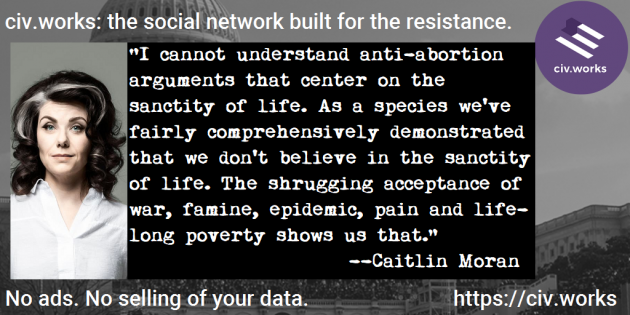 civ.works: the social network built for the resistance.
civ.works
"I cannot understand anti-abortion
arguments that center on the
sanctity of life. As a species we've
fairly comprehensively demonstrated
that we don't believe in the sanctity
of life. The shrugging acceptance of
war, famine, epidemic, pain and life-
long poverty shows us that."
--Caitlin Moran
No ads. No selling of your data.
https://civ.works